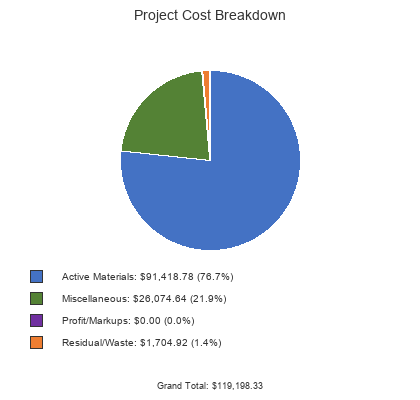 Project Cost Breakdown
Active Materials: $91,418.78 (76.7%)
Miscellaneous: $26,074.64 (21.9%)
Profit/Markups: $0.00 (0.0%)
Residual/Waste: $1,704.92 (1.4%)
Grand Total: $119,198.33